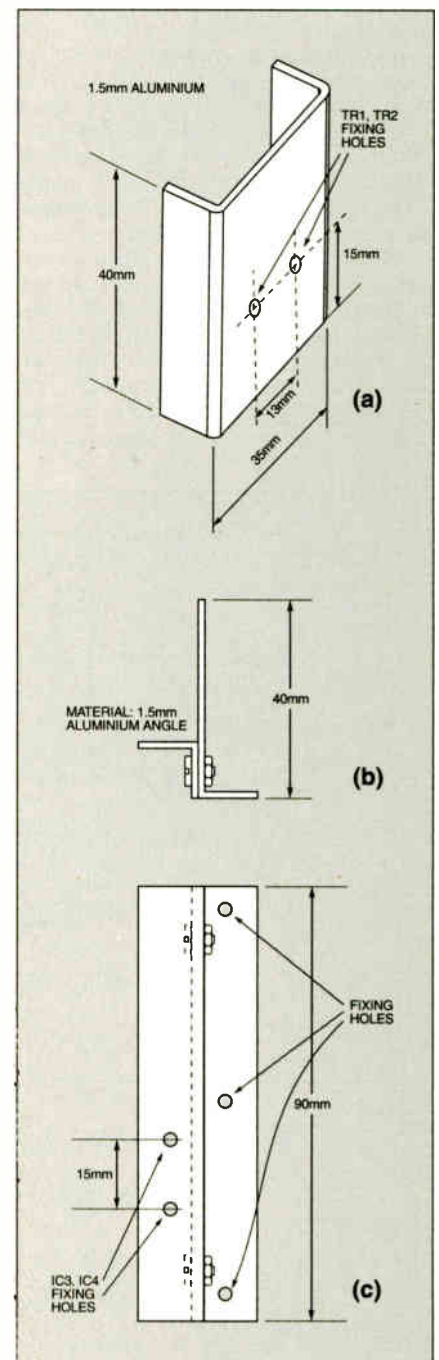 1.5mm ALUMINIUM
TR1, TR2
FIXING
HOLES
40mm
15mm
13mm
35mm
(a)
MATERIAL: 1.5mm
ALUMINIUM ANGLE
40mm
(b)
FIXING
HOLES
90mm
15mm
IC3, IC4
FIXING
HOLES
(c)